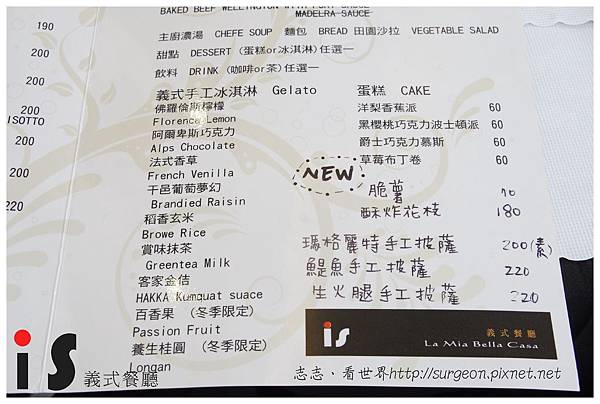 BAKED BEEF WELLINGTON WITH PORT SAUCE
MADELRA SAUCE
主廚濃湯 CHEFE SOUP 麵包 BREAD 田園沙拉 VEGETABLE SALAD
甜點 DESSERT (蛋糕or冰淇淋)任選一
飲料 DRINK (咖啡or茶)任選一
190
200
200
200
ISOTTO
200
200
220
義式手工冰淇淋 Gelato
佛羅倫斯檸檬
Florence Lemon
阿爾卑斯巧克力
Alps Chocolate
法式香草
French Venilla
干邑葡萄夢幻
Brandied Raisin
稻香玄米
Browe Rice
賞味抹茶
Greentea Milk
客家金佶
HAKKA Kumquat suace
百香果 (冬季限定)
Passion Fruit
養生桂圓 (冬季限定)
Longan
蛋糕 CAKE
洋梨香蕉派 60
黑櫻桃巧克力波士頓派 60
爵士巧克力慕斯 60
草莓布丁卷 60
NEW
脆薯 70
酥炸花枝 180
瑪格麗特手工披薩 200(素)
鯷魚手工披薩 220
生火腿手工披薩 220
is 義式餐廳
La Mia Bella Casa
is 義式餐廳
志志、看世界http://surgeon.pixnet.net